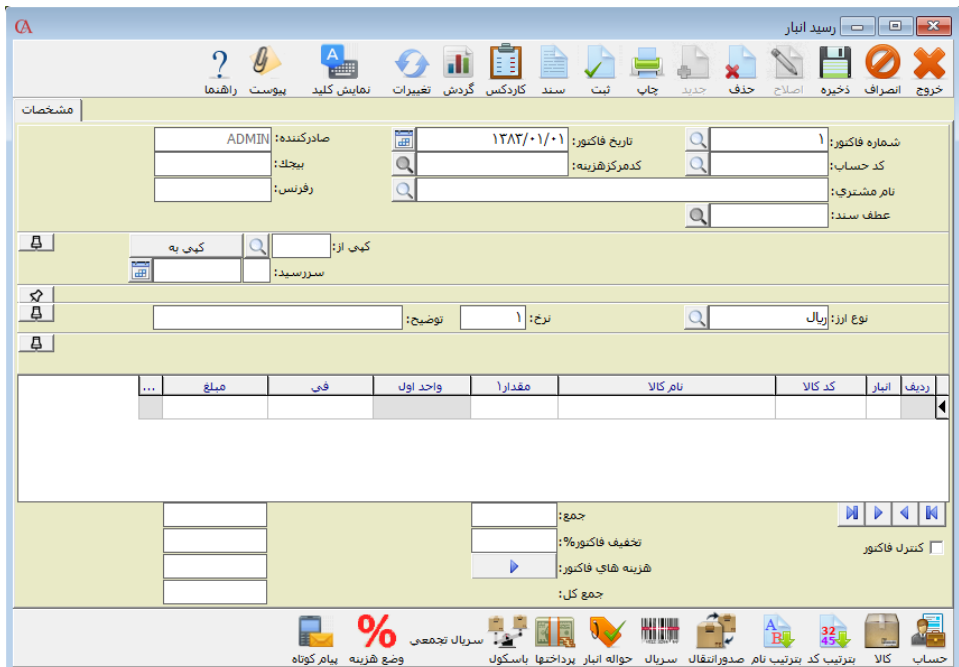 رسید انبار
خروج انصراف ذخیره اصلاح حذف جدید چاپ ثبت سند کاردکس گردش تغییرات نمایش کلید پیوست راهنما
مشخصات
شماره فاکتور: ۱ تاریخ فاکتور: ۱۳۸۳/۰۱/۰۱ صادرکننده: ADMIN
کد حساب: کدمرکزهزینه: بیجك:
نام مشتري: رفرنس:
عطف سند:
کپی از: کپی به
سررسید:
نوع ارز: ریال نرخ: ۱ توضیح:
ردیف انبار کد کالا نام کالا مقدار۱ واحد اول فی مبلغ ...
جمع:
کنترل فاکتور تخفیف فاکتور%:
هزینه هاي فاکتور:
جمع کل:
حساب کالا بترتیب کد بترتیب نام صدورانتقال سریال حواله انبار پرداختها باسکول سریال تجمعی وضع هزینه پیام کوتاه